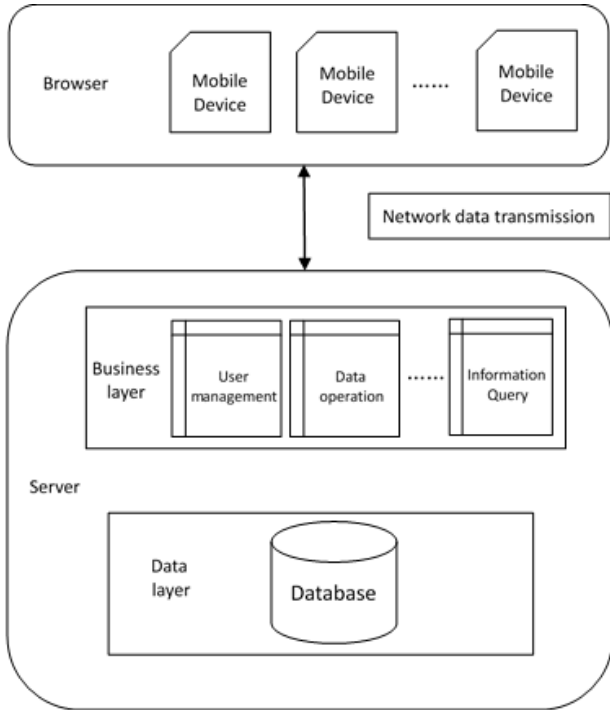 Browser
Mobile
Device
Mobile
Device
......
Mobile
Device
Network data transmission
Business
layer
User
management
Data
operation
......
Information
Query
Server
Data
layer
Database